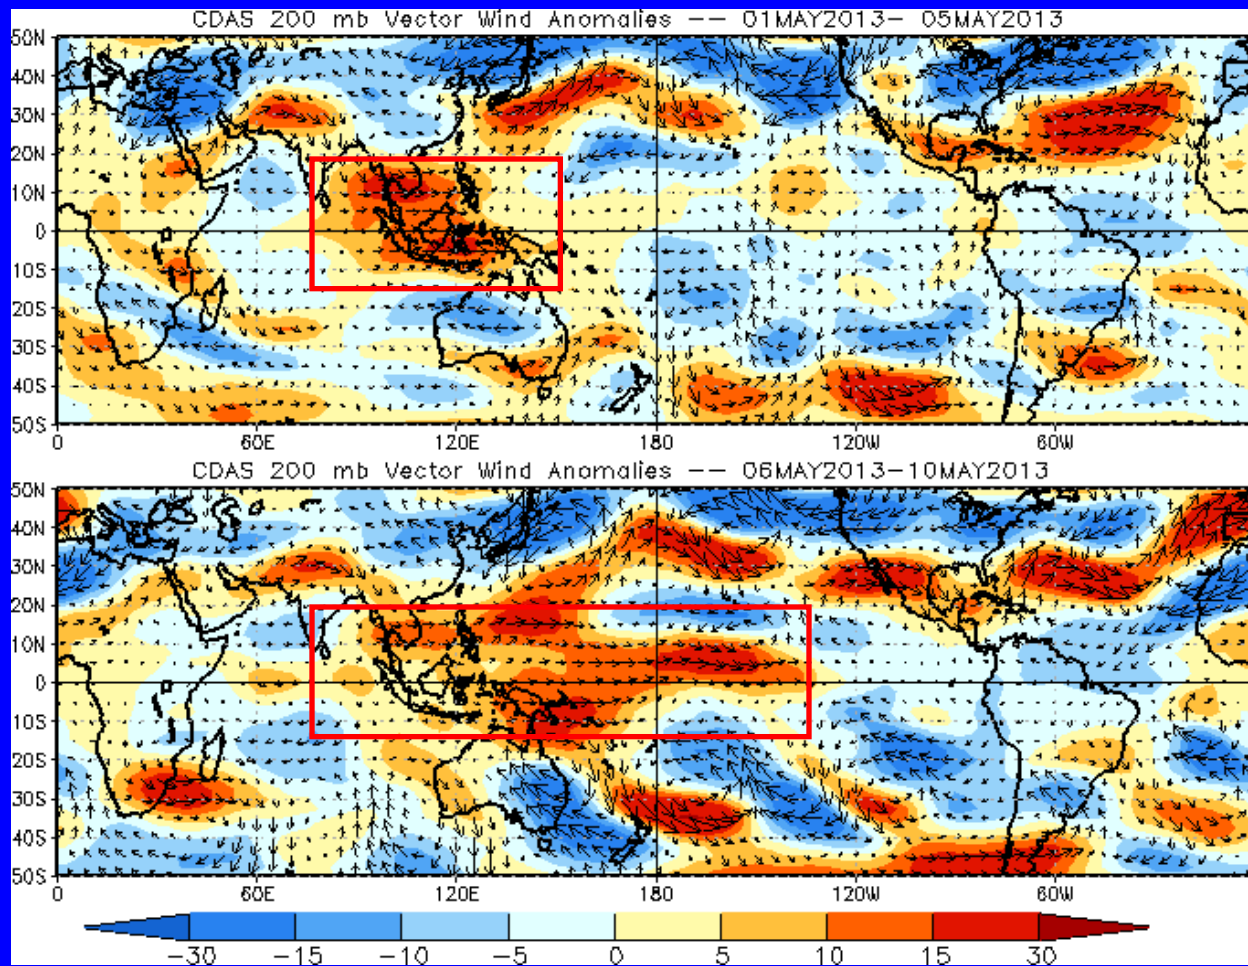 CDAS 200 mb Vector Wind Anomalies -- 01MAY2013- 05MAY2013
50N
40N
30N
20N
10N
0
10S
20S
30S
40S
50S
0 60E 120E 180 120W 60W
CDAS 200 mb Vector Wind Anomalies -- 06MAY2013-10MAY2013
50N
40N
30N
20N
10N
0
10S
20S
30S
40S
50S
0 60E 120E 180 120W 60W
-30 -15 -10 -5 0 5 10 15 30